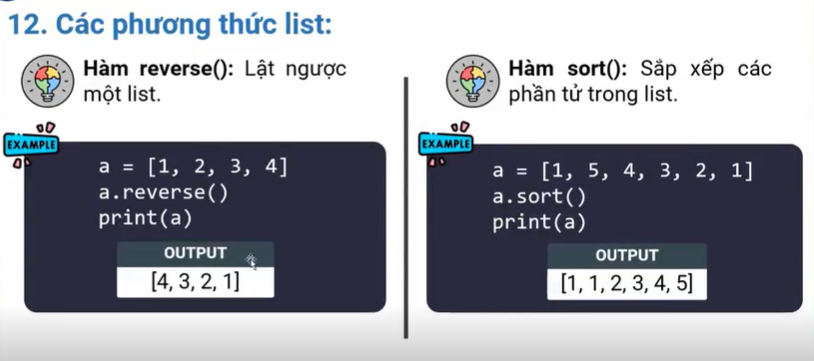 12. Các phương thức list:
Hàm reverse(): Lật ngược
một list.
EXAMPLE
a = [1, 2, 3, 4]
a.reverse()
print(a)
OUTPUT
[4, 3, 2, 1]
Hàm sort(): Sắp xếp các
phần tử trong list.
EXAMPLE
a = [1, 5, 4, 3, 2, 1]
a.sort()
print(a)
OUTPUT
[1, 1, 2, 3, 4, 5]